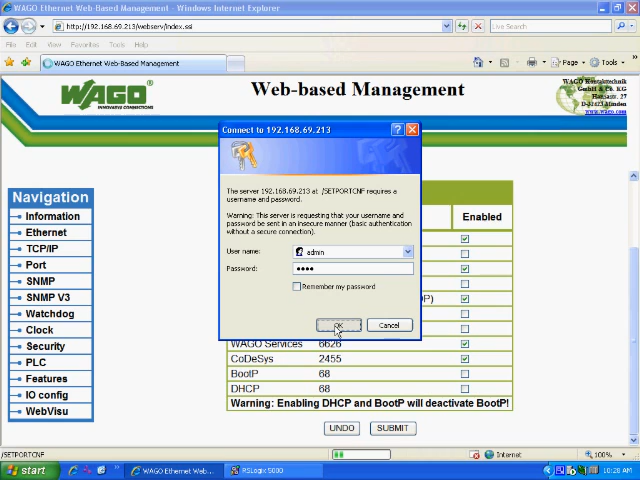 WAGO Ethernet Web-Based Management - Windows Internet Explorer
http://192.168.69.213/webserv/Index.ssi
Live Search
File Edit View Favorites Tools Help
WAGO Ethernet Web-Based Management
Page Tools
WAGO
INNOVATIVE CONNECTIONS
Web-based Management
WAGO Kontakttechnik
GmbH & Co. KG
Hansastr. 27
D-32423 Minden
www.wago.com
Connect to 192.168.69.213
The server 192.168.69.213 at /SETPORTCNF requires a
username and password.
Warning: This server is requesting that your username and
password be sent in an insecure manner (basic authentication
without a secure connection).
User name: admin
Password: ••••
Remember my password
OK Cancel
Navigation
Information
Ethernet
TCP/IP
Port
SNMP
SNMP V3
Watchdog
Clock
Security
PLC
Features
IO config
WebVisu
Enabled
WAGO Services 6626
CoDeSys 2455
BootP 68
DHCP 68
Warning: Enabling DHCP and BootP will deactivate BootP!
UNDO SUBMIT
/SETPORTCNF
Internet
100%
start
WAGO Ethernet Web...
RSLogix 5000
10:28 AM